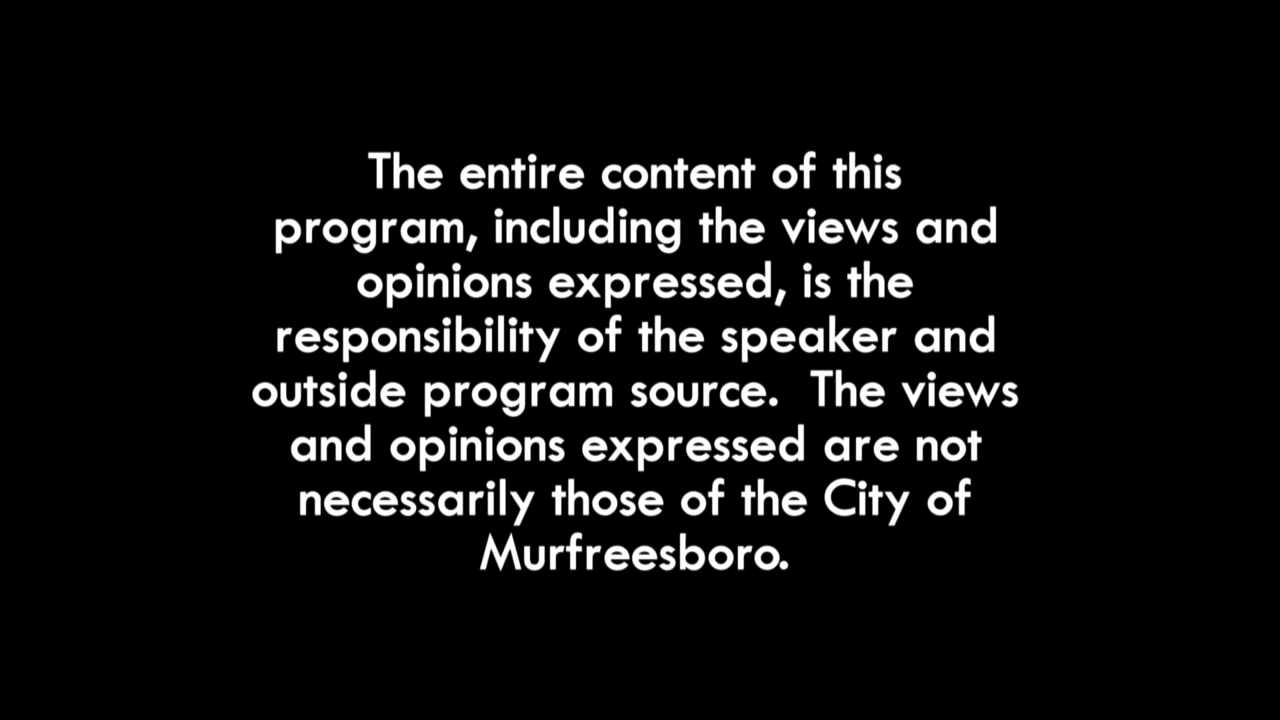 The entire content of this
program, including the views and
opinions expressed, is the
responsibility of the speaker and
outside program source.  The views
and opinions expressed are not
necessarily those of the City of
Murfreesboro.